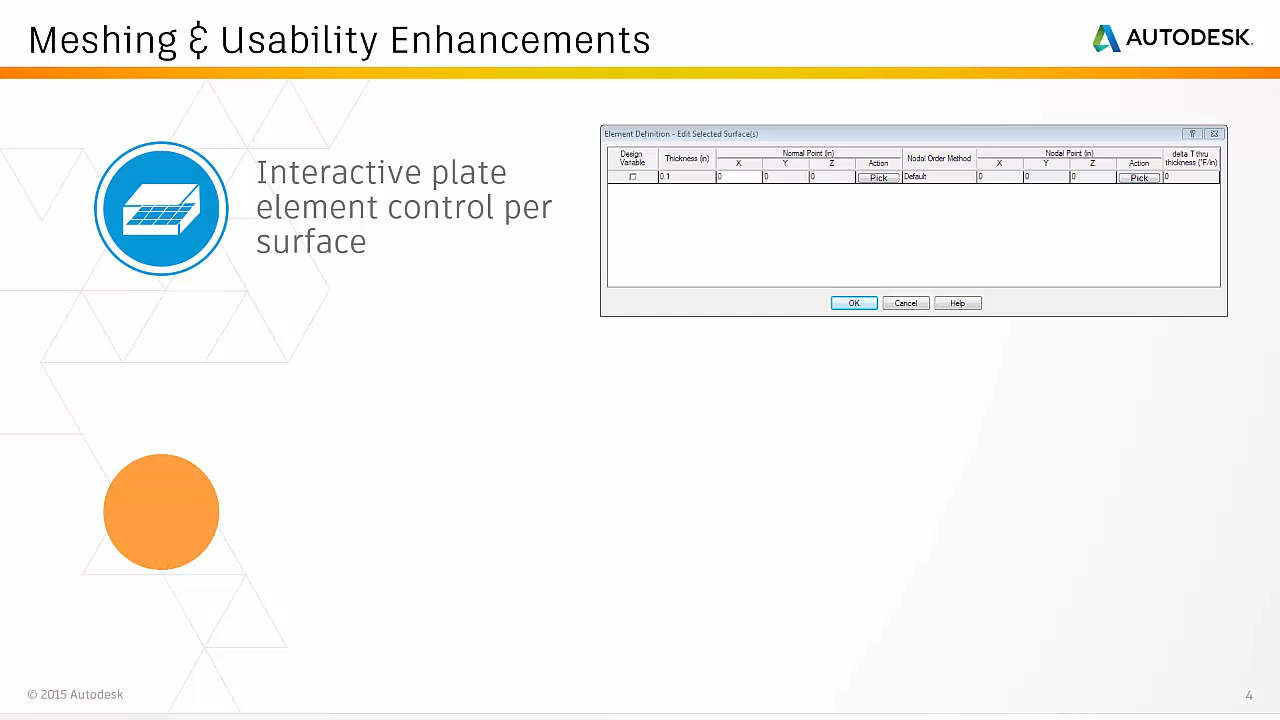 Meshing & Usability Enhancements
AUTODESK.
Interactive plate
element control per
surface
Element Definition - Edit Selected Surface(s)
Design Variable Thickness (in) Normal Point (in) X Y Z Action Nodal Order Method Nodal Point (in) X Y Z Action delta T thru thickness (°F/in)
0.1 0 0 0 Pick Default 0 0 0 Pick 0
OK Cancel Help
© 2015 Autodesk
4